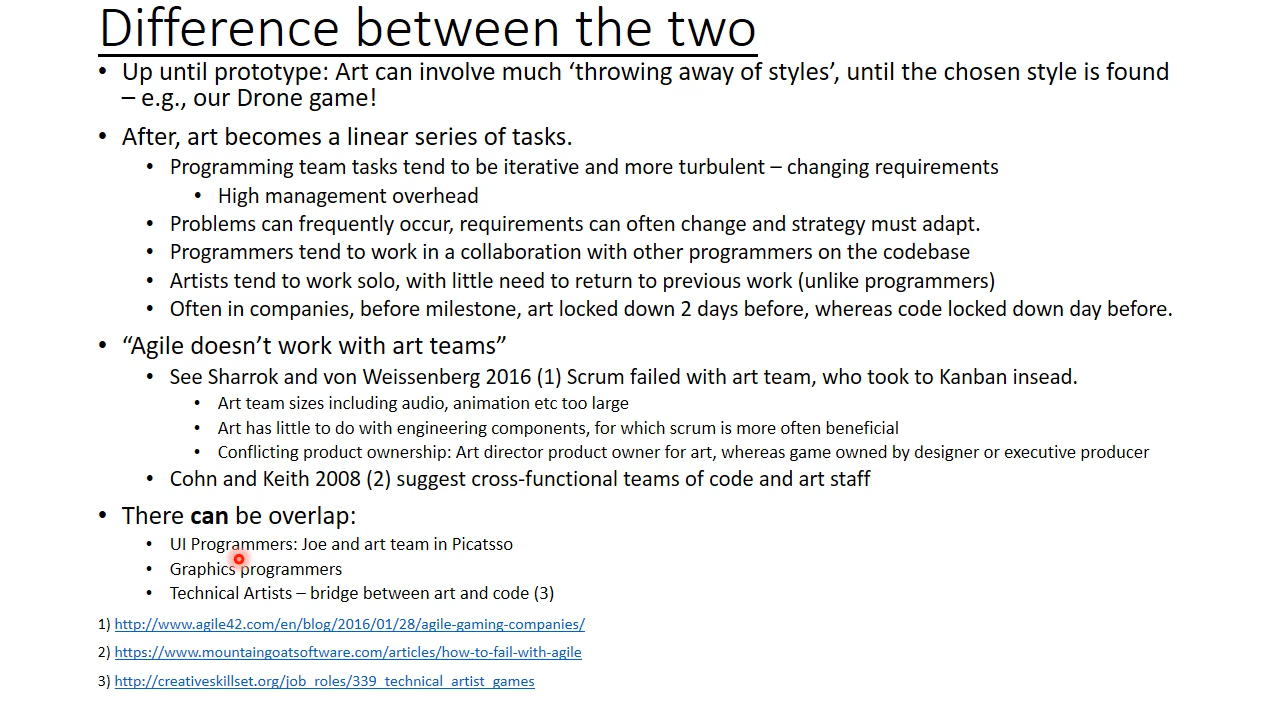 Difference between the two
• Up until prototype: Art can involve much ‘throwing away of styles’, until the chosen style is found
– e.g., our Drone game!
• After, art becomes a linear series of tasks.
• Programming team tasks tend to be iterative and more turbulent – changing requirements
• High management overhead
• Problems can frequently occur, requirements can often change and strategy must adapt.
• Programmers tend to work in a collaboration with other programmers on the codebase
• Artists tend to work solo, with little need to return to previous work (unlike programmers)
• Often in companies, before milestone, art locked down 2 days before, whereas code locked down day before.
• “Agile doesn’t work with art teams”
• See Sharrok and von Weissenberg 2016 (1) Scrum failed with art team, who took to Kanban insead.
• Art team sizes including audio, animation etc too large
• Art has little to do with engineering components, for which scrum is more often beneficial
• Conflicting product ownership: Art director product owner for art, whereas game owned by designer or executive producer
• Cohn and Keith 2008 (2) suggest cross-functional teams of code and art staff
• There can be overlap:
• UI Programmers: Joe and art team in Picatsso
• Graphics programmers
• Technical Artists – bridge between art and code (3)
1) http://www.agile42.com/en/blog/2016/01/28/agile-gaming-companies/
2) https://www.mountaingoatsoftware.com/articles/how-to-fail-with-agile
3) http://creativeskillset.org/job_roles/339_technical_artist_games